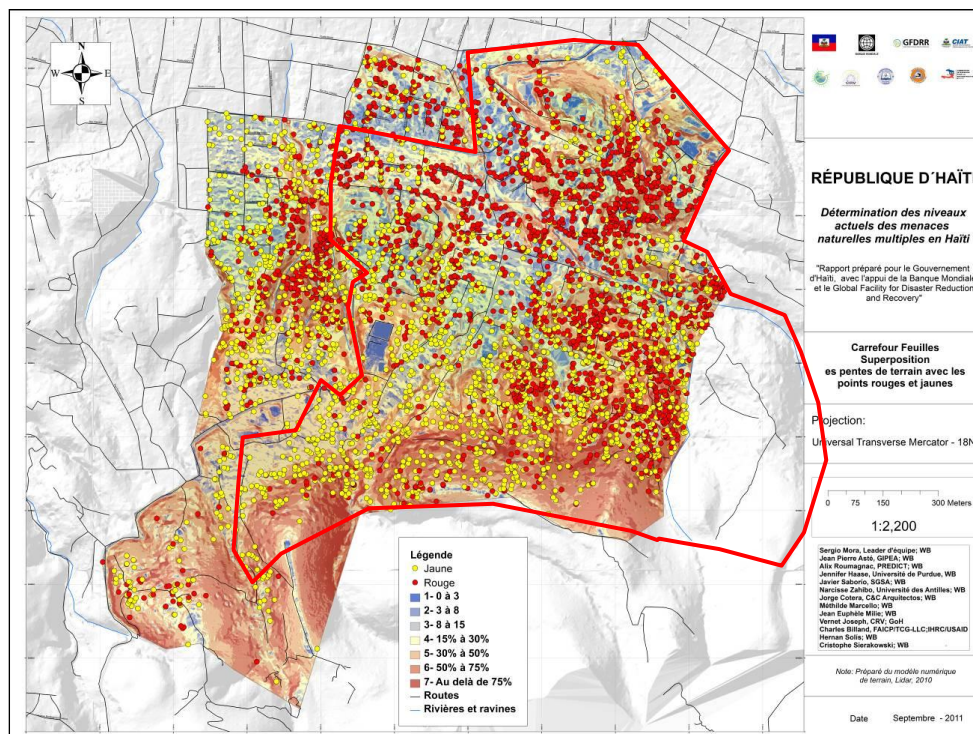 N
W
E
S
GFDRR
CIAT
RÉPUBLIQUE D´HAÏTI
Détermination des niveaux
actuels des menaces
naturelles multiples en Haïti
"Rapport préparé pour le Gouvernement
d'Haïti, avec l'appui de la Banque Mondiale
et le Global Facility for Disaster Reduction
and Recovery"
Carrefour Feuilles
Superposition
es pentes de terrain avec les
points rouges et jaunes
Projection:
Universal Transverse Mercator - 18N
0 75 150 300 Meters
1:2,200
Sergio Mora, Leader d'équipe; WB
Jean Pierre Asté, GIPEA; WB
Alix Roumagnac, PREDICT; WB
Jennifer Haase, Université de Purdue, WB
Javier Saborio, SGSA; WB
Narcisse Zahibo, Université des Antilles; WB
Jorge Cotera, C&C Arquitectos; WB
Méthilde Marcello; WB
Jean Euphèle Milie; WB
Vernet Joseph, CRV; GoH
Charles Billand, FAICP/TCG-LLC;IHRC/USAID
Hernan Solis; WB
Cristophe Sierakowski; WB
Note: Préparé du modèle numérique
de terrain, Lidar, 2010
Date Septembre - 2011
Légende
Jaune
Rouge
1- 0 à 3
2- 3 à 8
3- 8 à 15
4- 15% à 30%
5- 30% à 50%
6- 50% à 75%
7- Au delà de 75%
Routes
Rivières et ravines